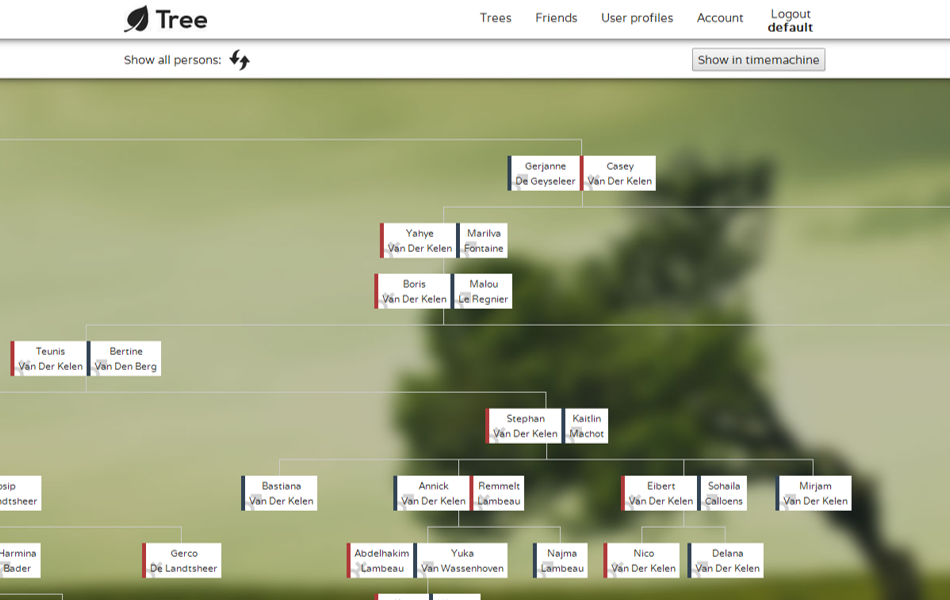 Tree
Trees
Friends
User profiles
Account
Logout
default
Show all persons:
Show in timemachine
Gerjanne
De Geyseleer
Casey
Van Der Kelen
Yahye
Van Der Kelen
Marilva
Fontaine
Boris
Van Der Kelen
Malou
Le Regnier
Teunis
Van Der Kelen
Bertine
Van Den Berg
Stephan
Van Der Kelen
Kaitlin
Machot
osip
ndtsheer
Bastiana
Van Der Kelen
Annick
Van Der Kelen
Remmelt
Lambeau
Eibert
Van Der Kelen
Sohaila
Calloens
Mirjam
Van Der Kelen
Harmina
Bader
Gerco
De Landtsheer
Abdelhakim
Lambeau
Yuka
Van Wassenhoven
Najma
Lambeau
Nico
Van Der Kelen
Delana
Van Der Kelen